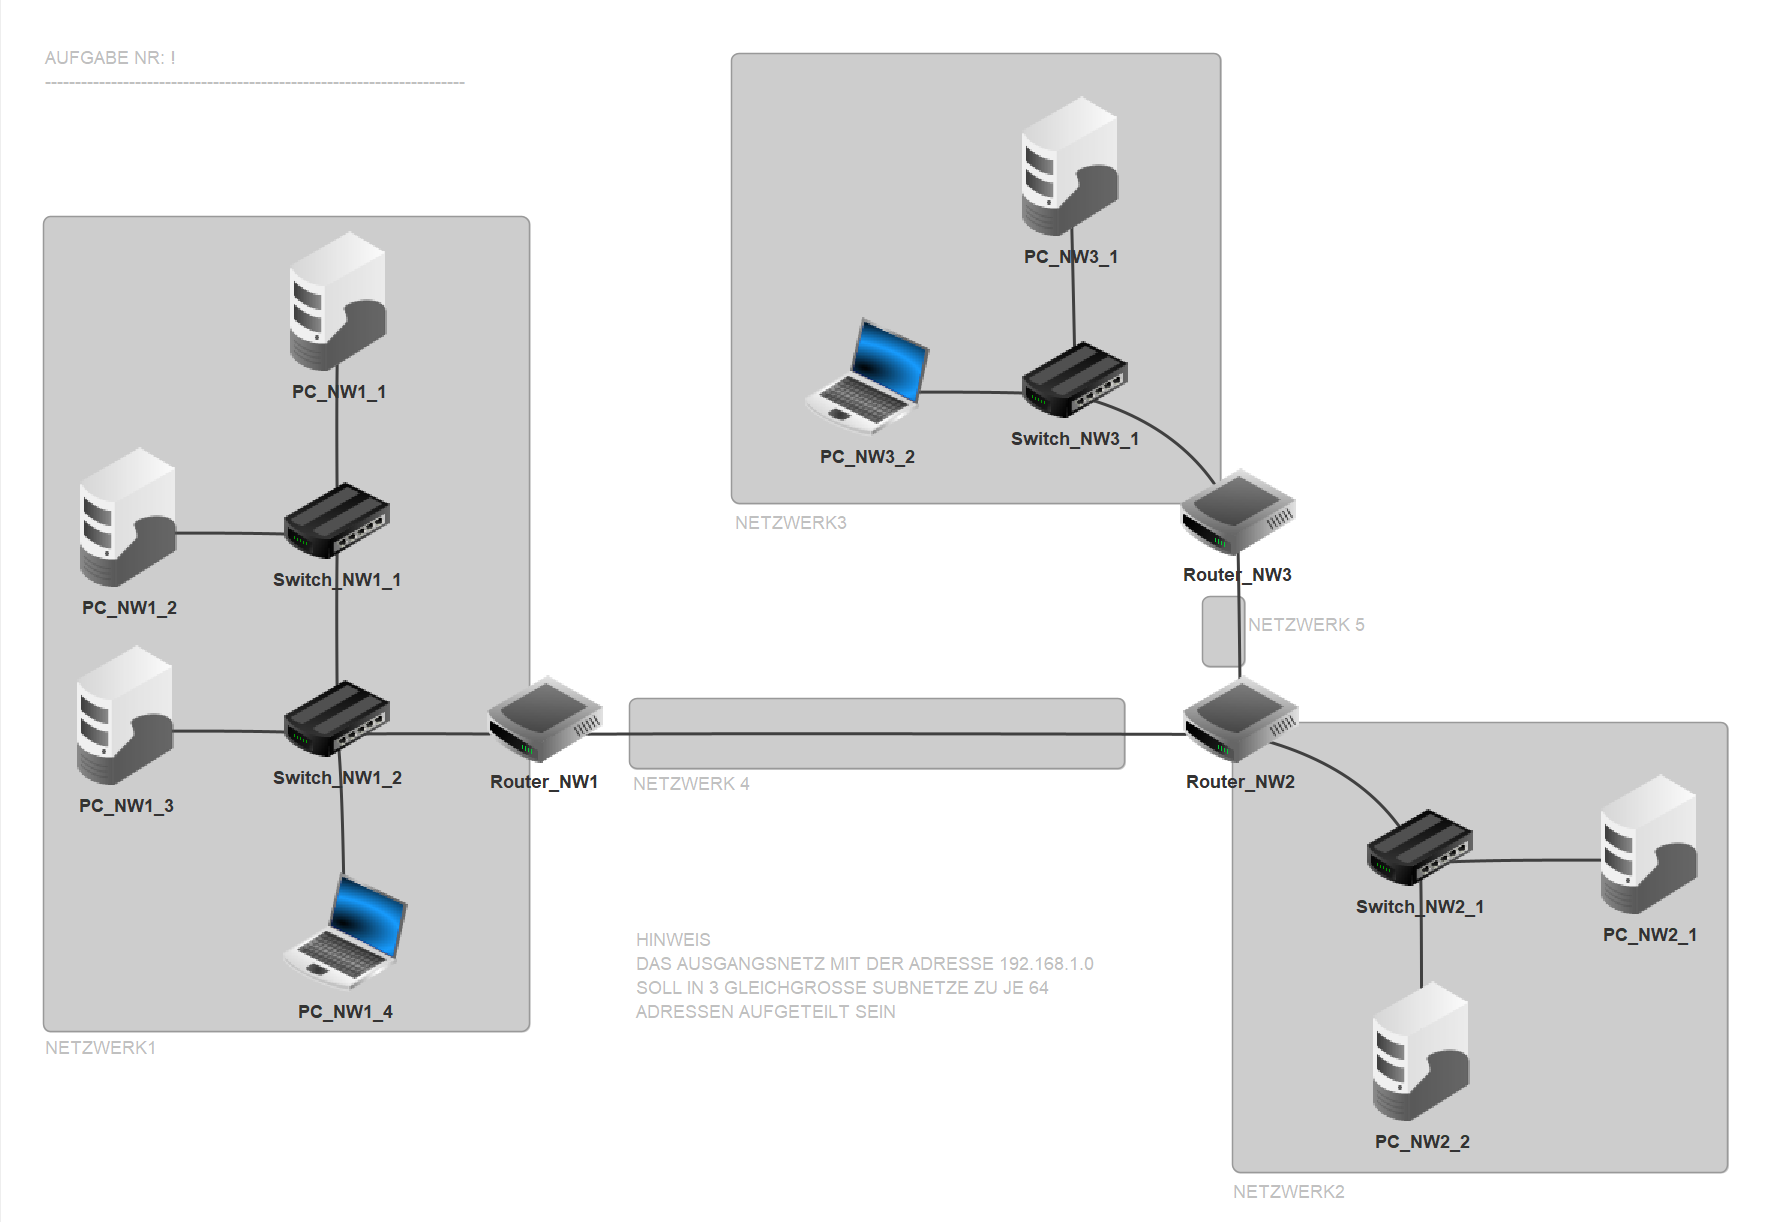 AUFGABE NR: !
----------------------------------------------------------------------
PC_NW3_1
PC_NW3_2
Switch_NW3_1
NETZWERK3
Router_NW3
NETZWERK 5
PC_NW1_1
Switch_NW1_1
PC_NW1_2
Switch_NW1_2
PC_NW1_3
PC_NW1_4
NETZWERK1
Router_NW1
NETZWERK 4
Router_NW2
Switch_NW2_1
PC_NW2_1
PC_NW2_2
NETZWERK2
HINWEIS
DAS AUSGANGSNETZ MIT DER ADRESSE 192.168.1.0
SOLL IN 3 GLEICHGROSSE SUBNETZE ZU JE 64
ADRESSEN AUFGETEILT SEIN